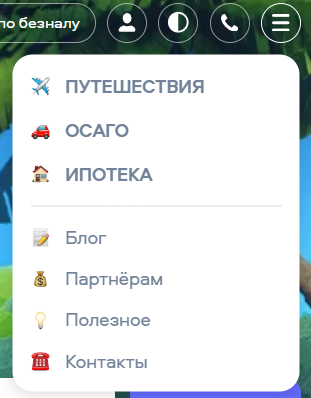 по безналу
ПУТЕШЕСТВИЯ
ОСАГО
ИПОТЕКА
Блог
Партнёрам
Полезное
Контакты